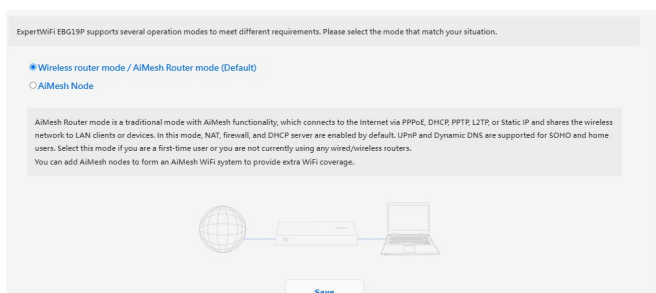 ExpertWiFi EBG19P supports several operation modes to meet different requirements. Please select the mode that match your situation.
Wireless router mode / AiMesh Router mode (Default)
AiMesh Node
AiMesh Router mode is a traditional mode with AiMesh functionality, which connects to the Internet via PPPoE, DHCP, PPTP, L2TP, or Static IP and shares the wireless
network to LAN clients or devices. In this mode, NAT, firewall, and DHCP server are enabled by default. UPnP and Dynamic DNS are supported for SOHO and home
users. Select this mode if you are a first-time user or you are not currently using any wired/wireless routers.
You can add AiMesh nodes to form an AiMesh WiFi system to provide extra WiFi coverage.
Save